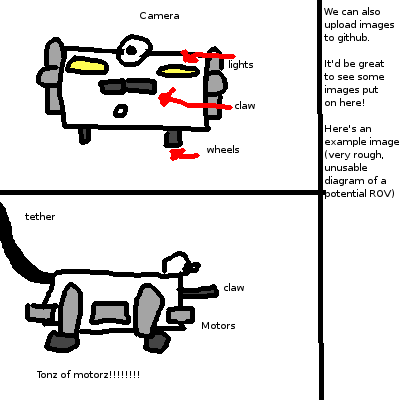 Camera
lights
claw
wheels
We can also
upload images
to github.
It'd be great
to see some
images put
on here!
Here's an
example image
(very rough,
unusable
diagram of a
potential ROV)
tether
claw
Motors
Tonz of motorz!!!!!!!!